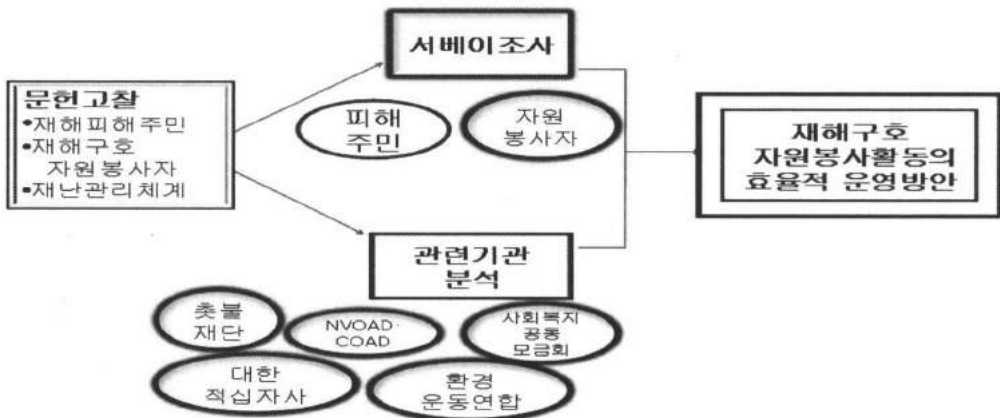 서베이조사
문헌고찰
•재해피해주민
•재해구호
자원봉사자
•재난관리체계
피해
주민
자원
봉사자
재해구호
자원봉사활동의
효율적 운영방안
관련기관
분석
촛불
재단
NVOAD·
COAD
사회복지
공동
모금회
대한
적십자사
환경
운동연합